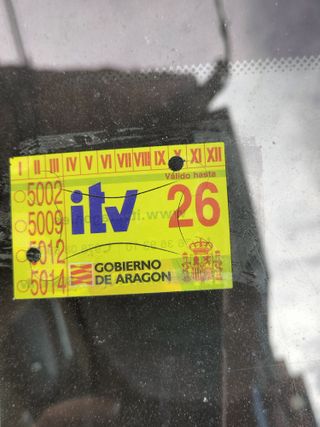 I II III IV V VI VII VIII IX X XI XII
Válido hasta
5002
5009
5012
5014
itv
26
GOBIERNO
DE ARAGON